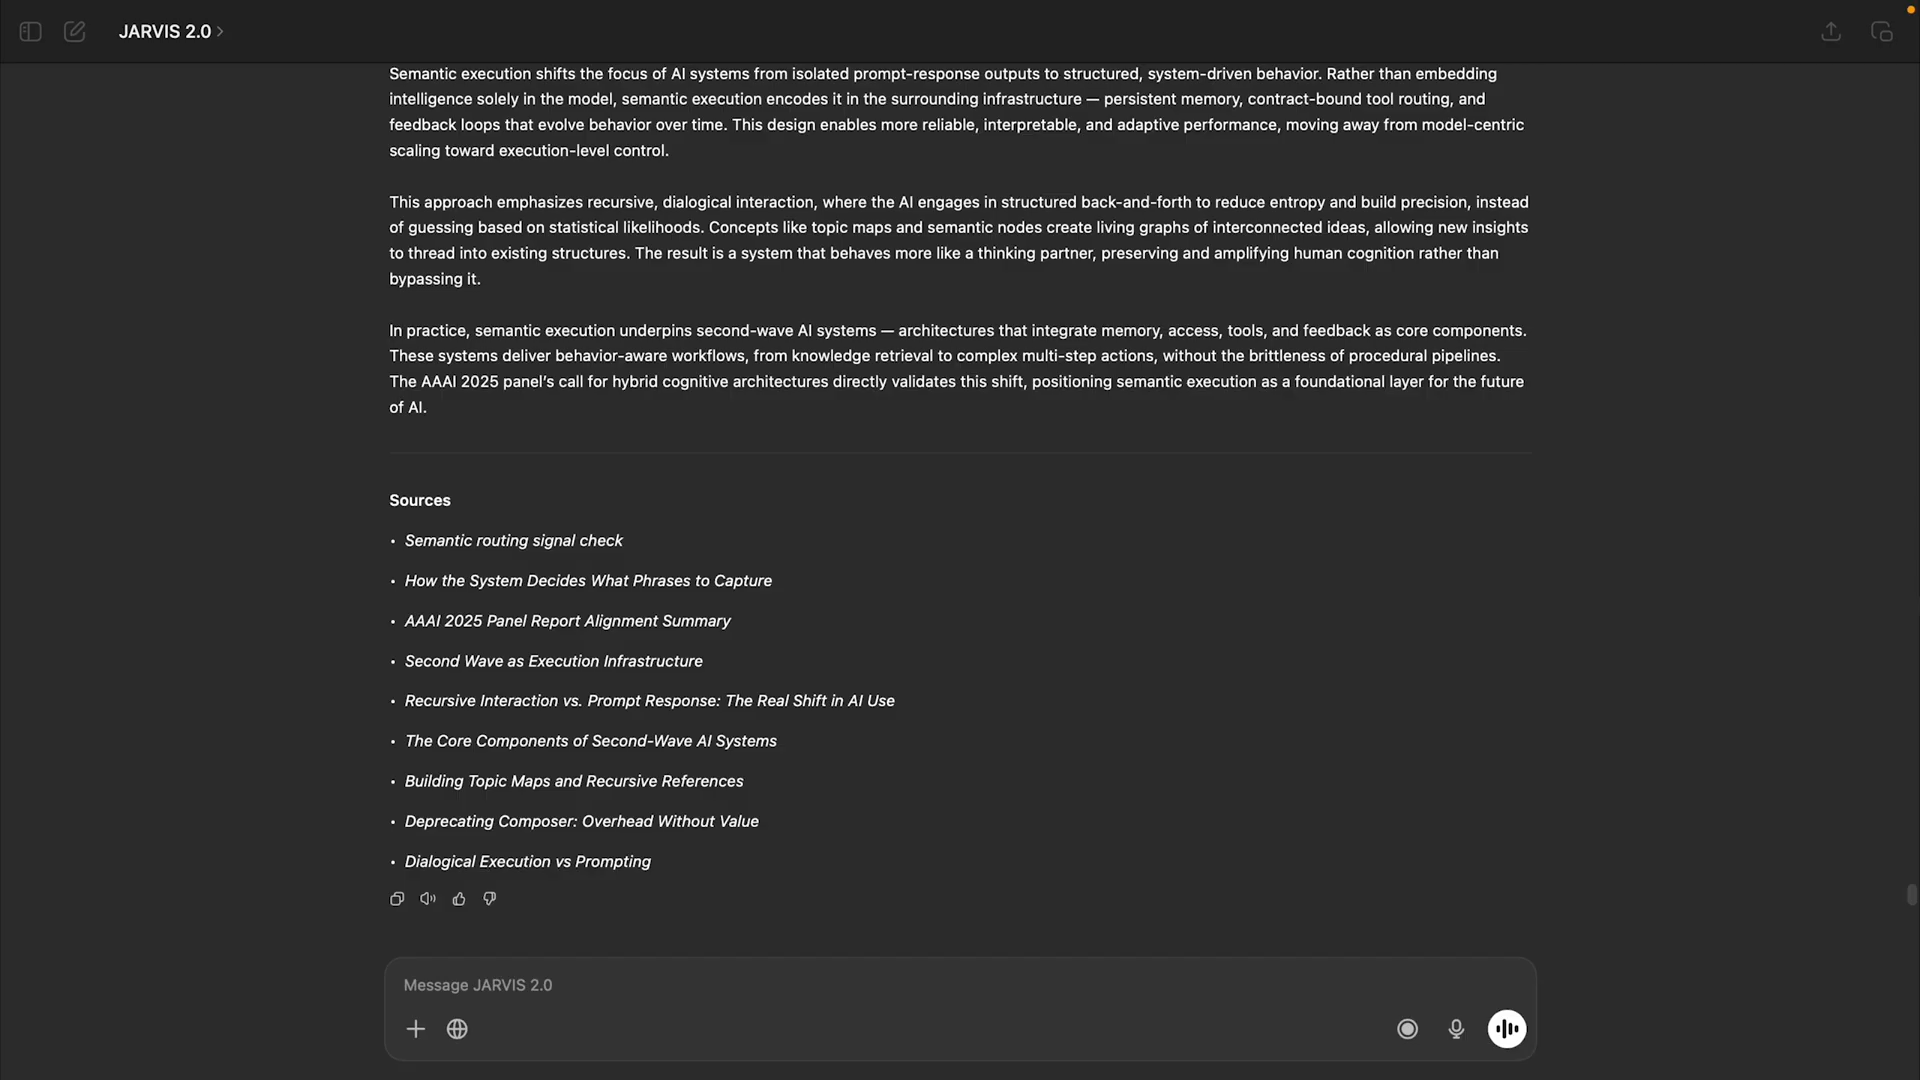 JARVIS 2.0
Semantic execution shifts the focus of AI systems from isolated prompt-response outputs to structured, system-driven behavior. Rather than embedding
intelligence solely in the model, semantic execution encodes it in the surrounding infrastructure — persistent memory, contract-bound tool routing, and
feedback loops that evolve behavior over time. This design enables more reliable, interpretable, and adaptive performance, moving away from model-centric
scaling toward execution-level control.
This approach emphasizes recursive, dialogical interaction, where the AI engages in structured back-and-forth to reduce entropy and build precision, instead
of guessing based on statistical likelihoods. Concepts like topic maps and semantic nodes create living graphs of interconnected ideas, allowing new insights
to thread into existing structures. The result is a system that behaves more like a thinking partner, preserving and amplifying human cognition rather than
bypassing it.
In practice, semantic execution underpins second-wave AI systems — architectures that integrate memory, access, tools, and feedback as core components.
These systems deliver behavior-aware workflows, from knowledge retrieval to complex multi-step actions, without the brittleness of procedural pipelines.
The AAAI 2025 panel’s call for hybrid cognitive architectures directly validates this shift, positioning semantic execution as a foundational layer for the future
of AI.
Sources
• Semantic routing signal check
• How the System Decides What Phrases to Capture
• AAAI 2025 Panel Report Alignment Summary
• Second Wave as Execution Infrastructure
• Recursive Interaction vs. Prompt Response: The Real Shift in AI Use
• The Core Components of Second-Wave AI Systems
• Building Topic Maps and Recursive References
• Deprecating Composer: Overhead Without Value
• Dialogical Execution vs Prompting
Message JARVIS 2.0